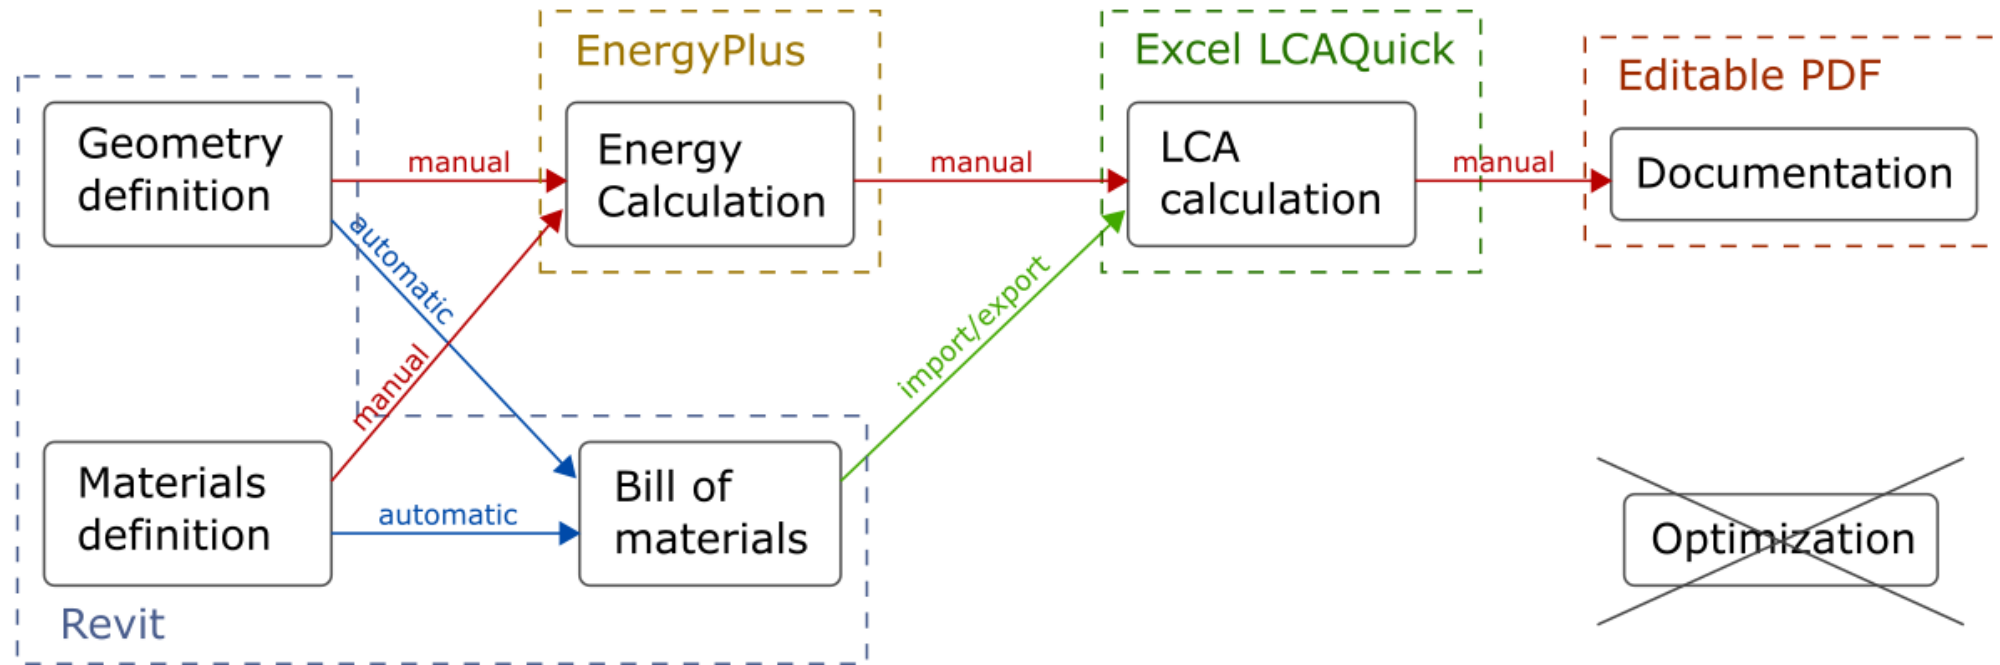 EnergyPlus
Excel LCAQuick
Editable PDF
Geometry
definition
manual
Energy
Calculation
manual
LCA
calculation
manual
Documentation
automatic
manual
import/export
Materials
definition
automatic
Bill of
materials
Optimization
Revit